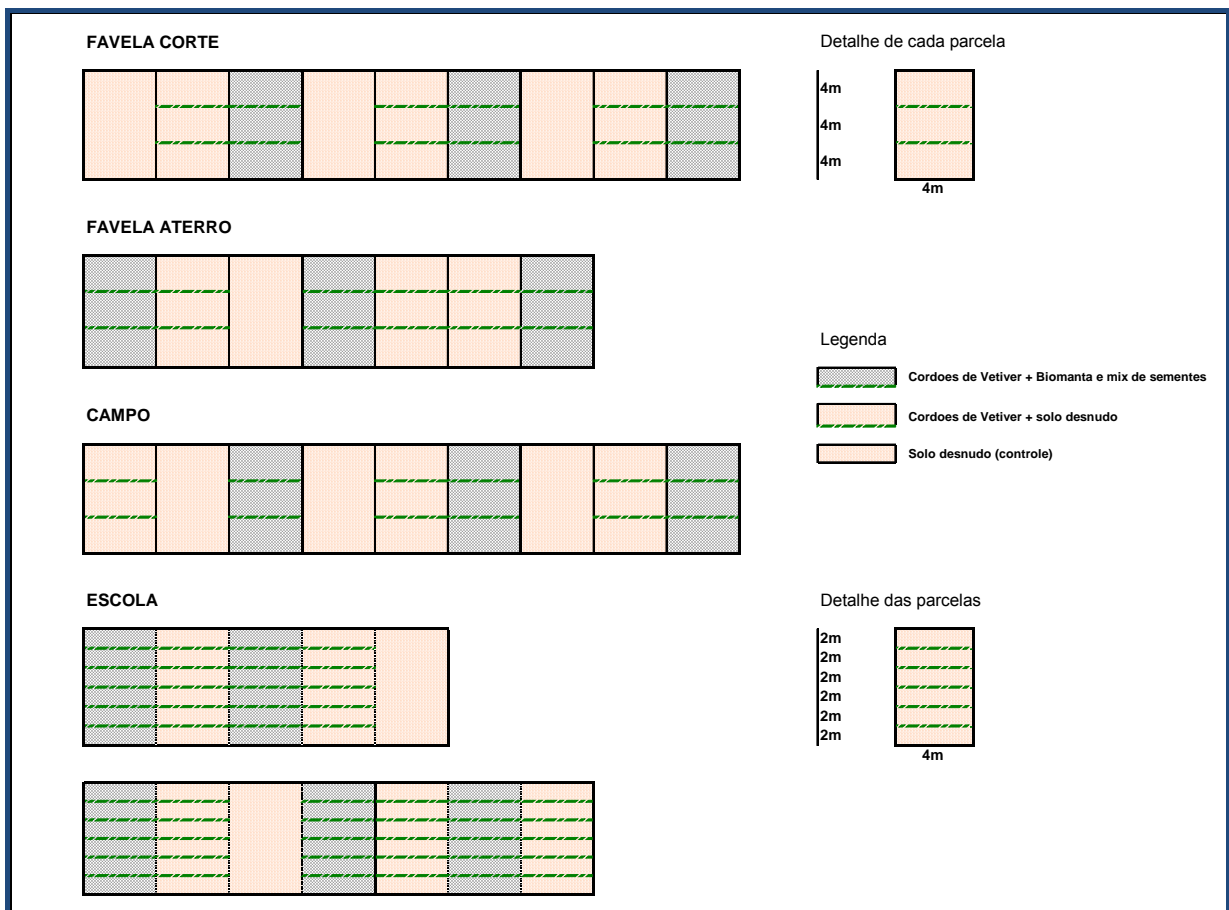 FAVELA CORTE
Detalhe de cada parcela
4m
4m
4m
4m
FAVELA ATERRO
Legenda
Cordoes de Vetiver + Biomanta e mix de sementes
Cordoes de Vetiver + solo desnudo
Solo desnudo (controle)
CAMPO
ESCOLA
Detalhe das parcelas
2m
2m
2m
2m
2m
2m
4m